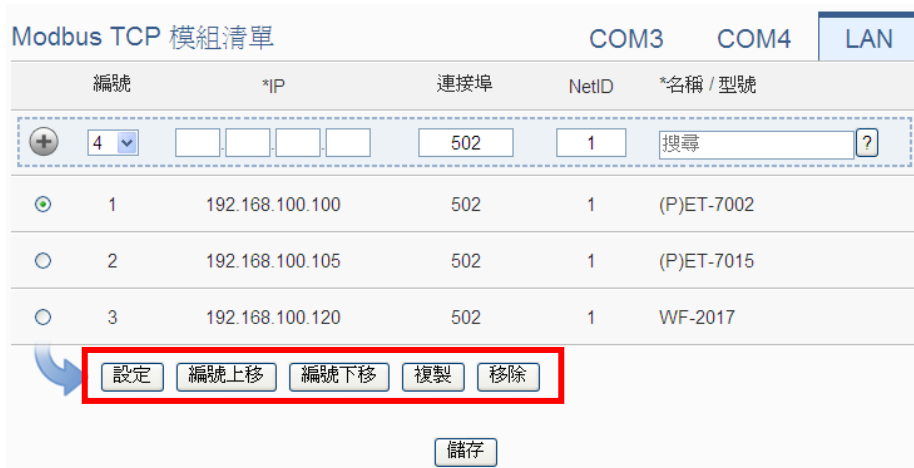 Modbus TCP 模組清單 COM3 COM4 LAN
編號 *IP 連接埠 NetID *名稱 / 型號
4 . . . 502 1 搜尋 ?
1 192.168.100.100 502 1 (P)ET-7002
2 192.168.100.105 502 1 (P)ET-7015
3 192.168.100.120 502 1 WF-2017
設定 編號上移 編號下移 複製 移除
儲存